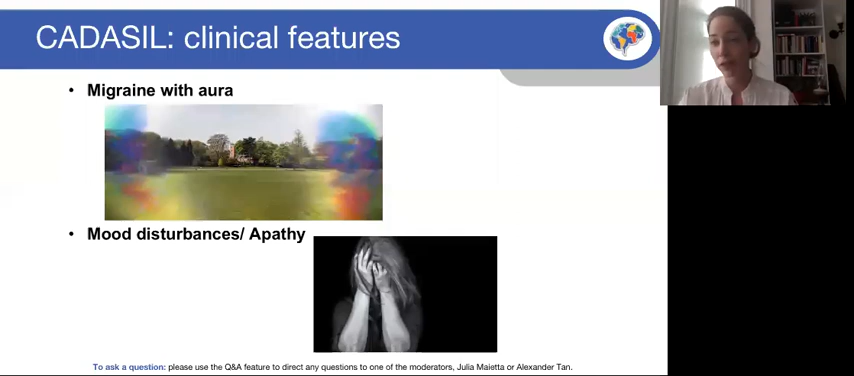 CADASIL: clinical features
• Migraine with aura
• Mood disturbances/ Apathy
To ask a question: please use the Q&A feature to direct any questions to one of the moderators, Julia Maietta or Alexander Tan.